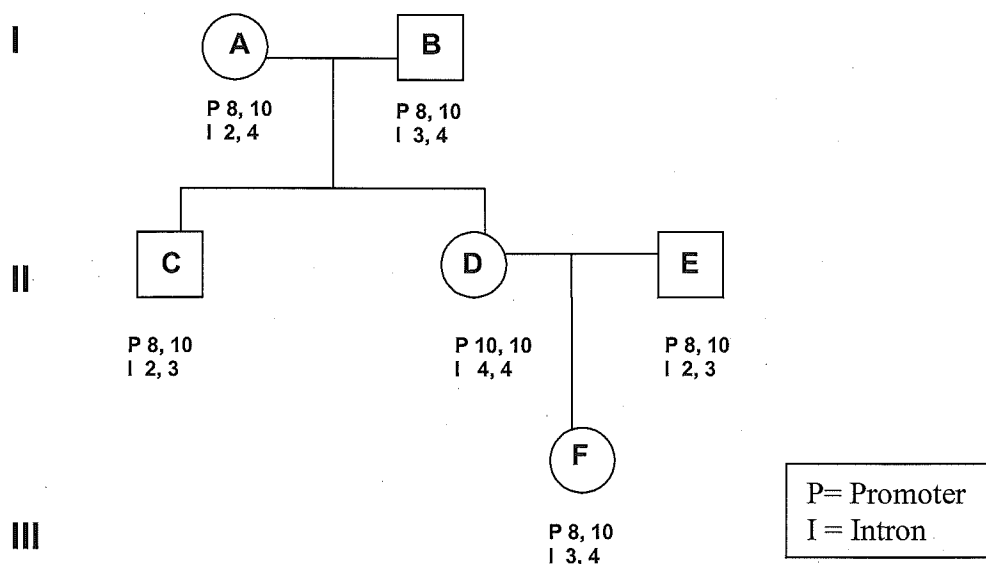 I
A
B
P 8, 10
I 2, 4
P 8, 10
I 3, 4
II
C
D
E
P 8, 10
I 2, 3
P 10, 10
I 4, 4
P 8, 10
I 2, 3
F
P= Promoter
I = Intron
III
P 8, 10
I 3, 4